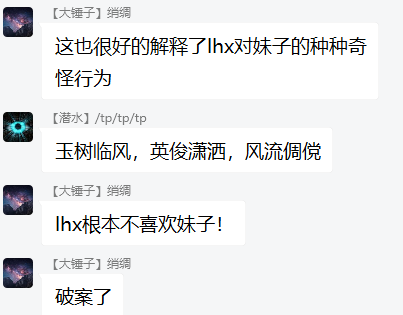 【大锤子】绡绸
这也很好的解释了lhx对妹子的种种奇
怪行为
【潜水】/tp/tp/tp
玉树临风，英俊潇洒，风流倜傥
【大锤子】绡绸
lhx根本不喜欢妹子！
【大锤子】绡绸
破案了